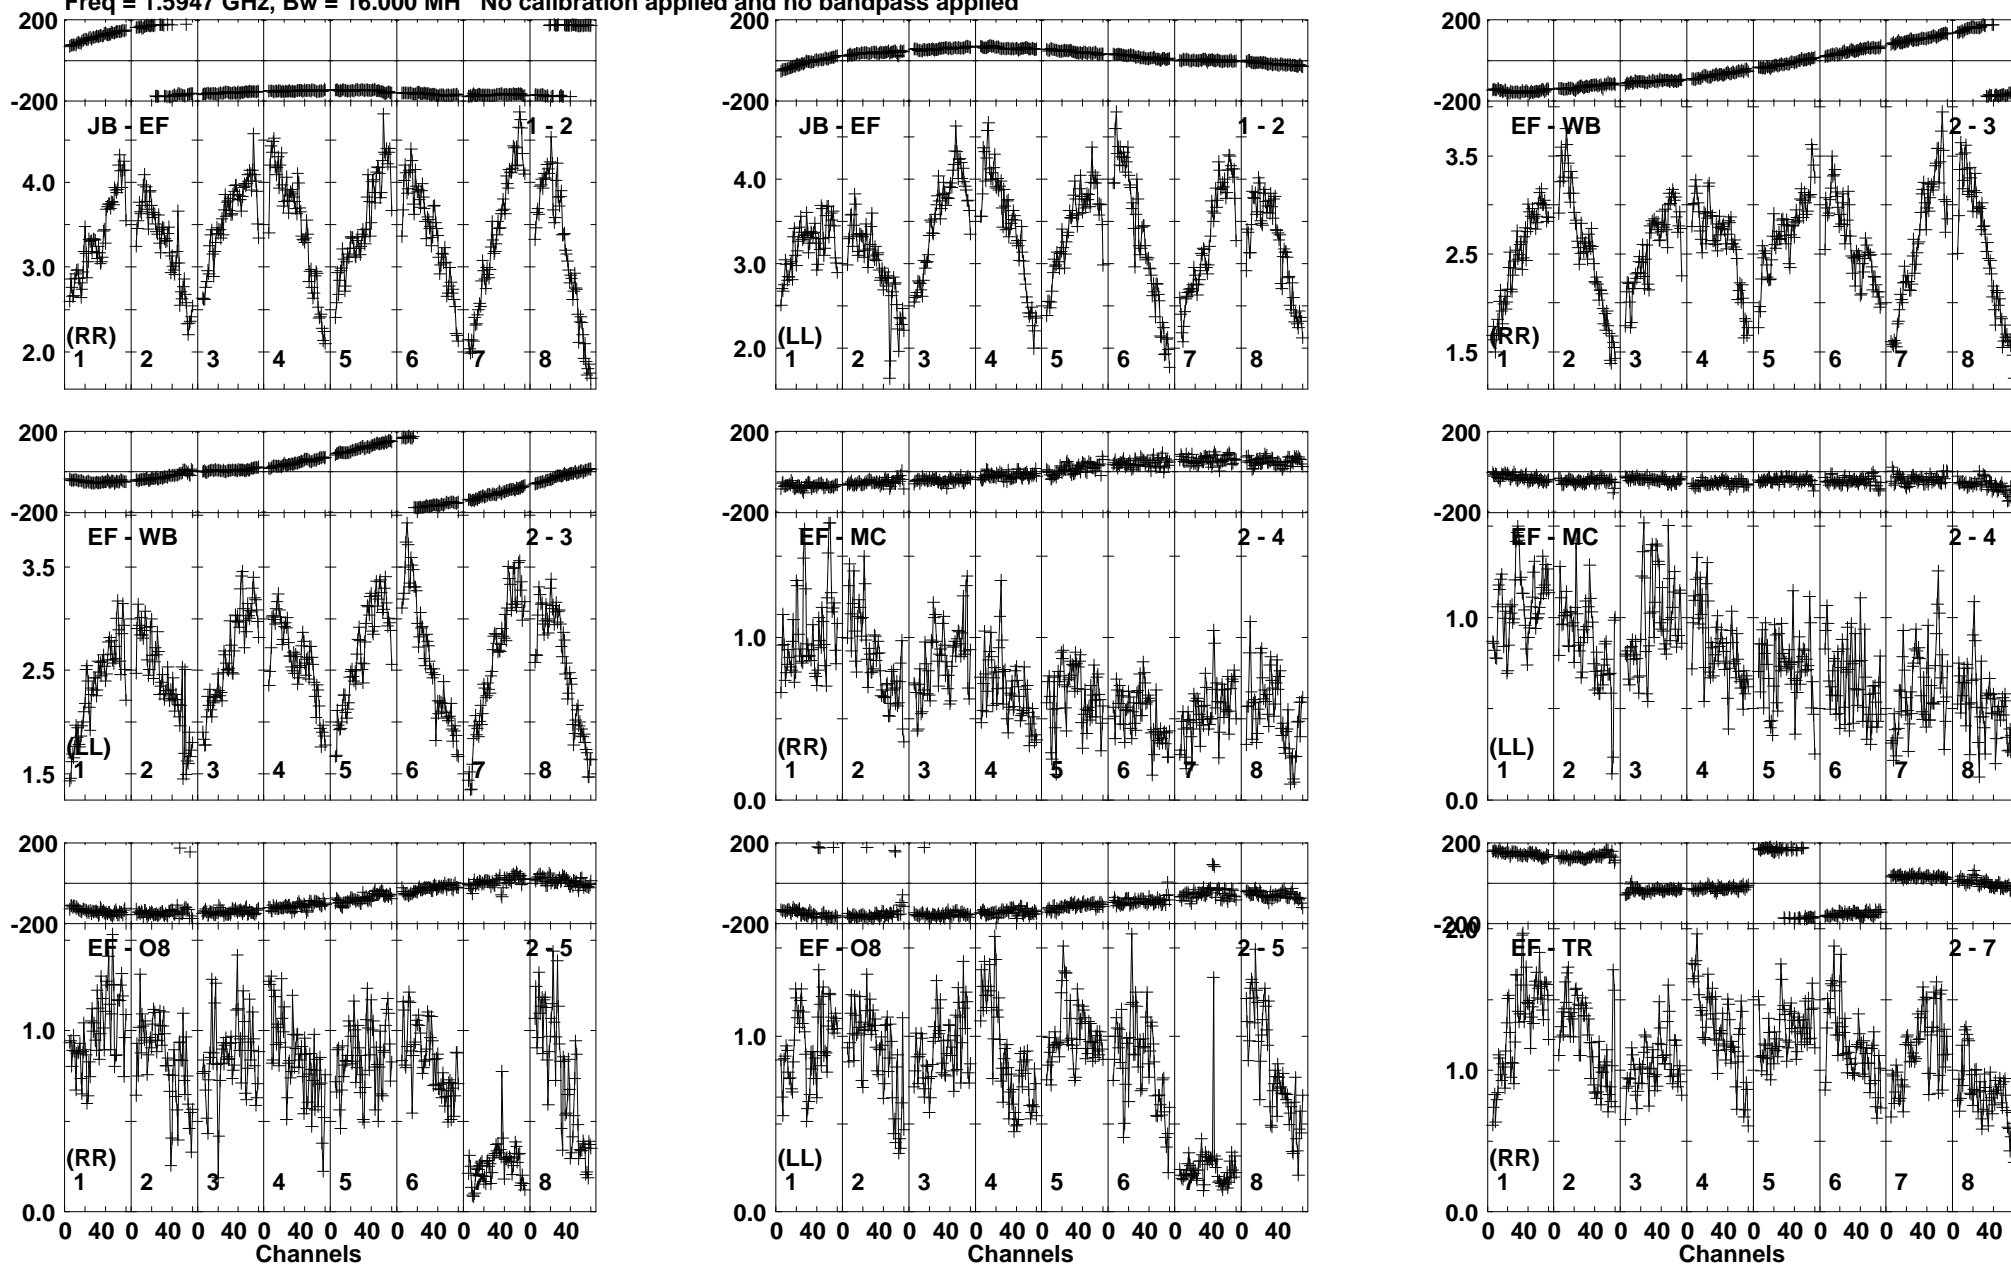 Freq = 1.5947 GHz, Bw = 16.000 MH   No calibration applied and no bandpass applied
200
-200
JB - EF 1 - 2
4.0
3.0
2.0
(RR)
1 2 3 4 5 6 7 8
200
-200
JB - EF 1 - 2
4.0
3.0
2.0
(LL)
1 2 3 4 5 6 7 8
200
-200
EF - WB 2 - 3
3.5
2.5
1.5
(RR)
1 2 3 4 5 6 7 8
200
-200
EF - WB 2 - 3
3.5
2.5
1.5
(LL)
1 2 3 4 5 6 7 8
200
-200
EF - MC 2 - 4
1.0
0.0
(RR)
1 2 3 4 5 6 7 8
200
-200
EF - MC 2 - 4
1.0
0.0
(LL)
1 2 3 4 5 6 7 8
200
-200
EF - O8 2 - 5
1.0
0.0
(RR)
1 2 3 4 5 6 7 8
0 40 0 40 0 40 0 40 0 40 0 40 0 40 0 40
Channels
200
-200
EF - O8 2 - 5
1.0
0.0
(LL)
1 2 3 4 5 6 7 8
0 40 0 40 0 40 0 40 0 40 0 40 0 40 0 40
Channels
200
-200
2.0
EF - TR 2 - 7
1.0
0.0
(RR)
1 2 3 4 5 6 7 8
0 40 0 40 0 40 0 40 0 40 0 40 0 40 0 40
Channels